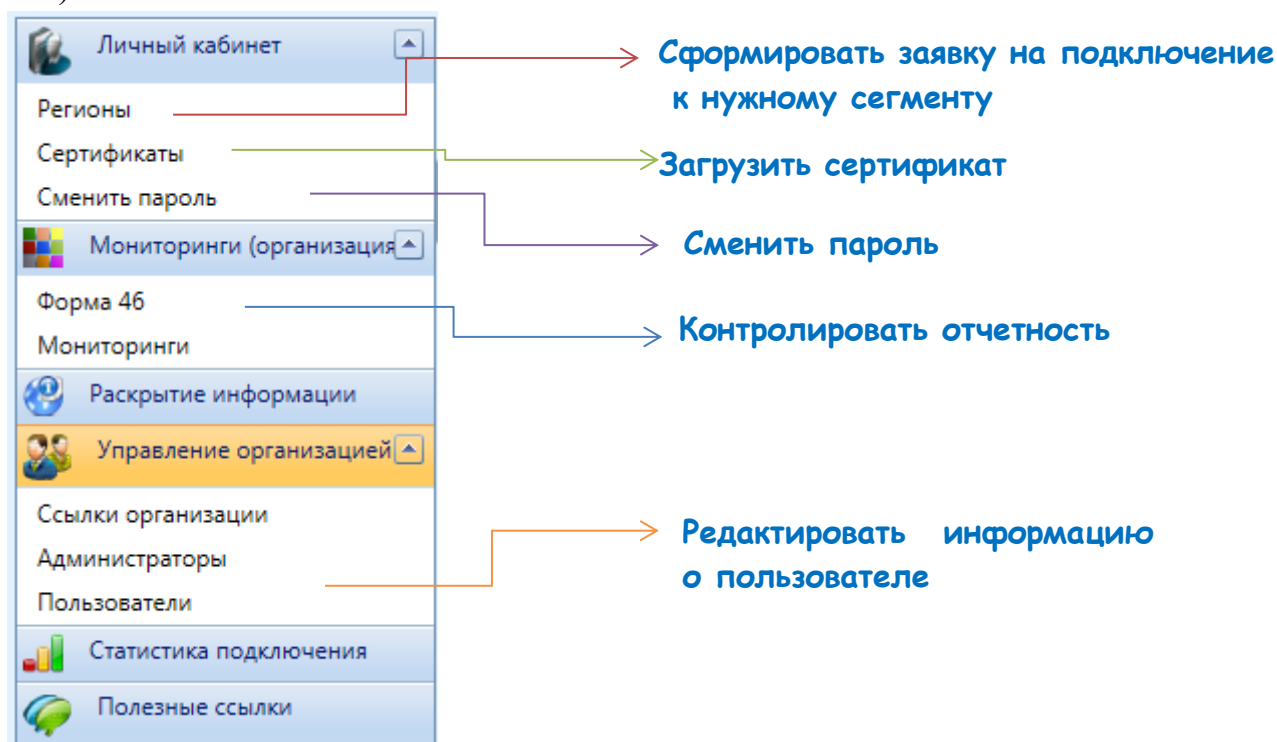 )
Личный кабинет
Сформировать заявку на подключение
к нужному сегменту
Регионы
Сертификаты
Загрузить сертификат
Сменить пароль
Сменить пароль
Мониторинги (организация
Форма 46
Контролировать отчетность
Мониторинги
Раскрытие информации
Управление организацией
Ссылки организации
Редактировать информацию
о пользователе
Администраторы
Пользователи
Статистика подключения
Полезные ссылки